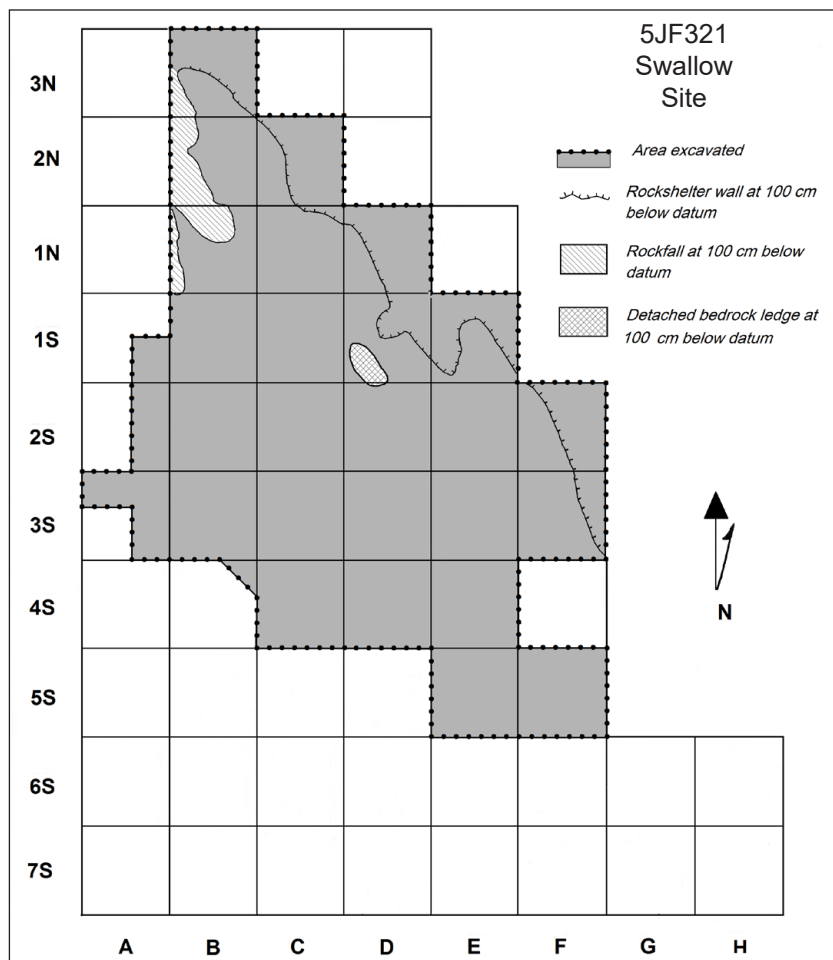 5JF321
Swallow
Site
Area excavated
Rockshelter wall at 100 cm
below datum
Rockfall at 100 cm below
datum
Detached bedrock ledge at
100 cm below datum
3N
2N
1N
1S
2S
3S
4S
5S
6S
7S
N
A B C D E F G H